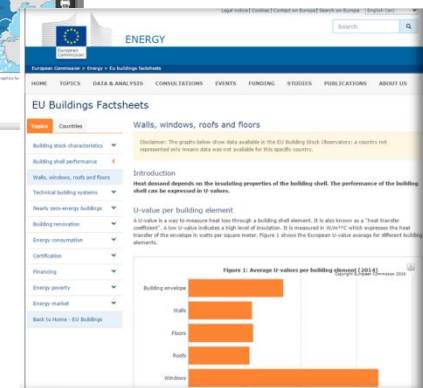 Legal notice | Cookies | Contact on Europa | Search on Europa English (en)
Search
European
Commission
ENERGY
European Commission > Energy > Eu buildings factsheets
HOME TOPICS DATA & ANALYSIS CONSULTATIONS EVENTS FUNDING STUDIES PUBLICATIONS ABOUT US
EU Buildings Factsheets
Topics Countries
Building stock characteristics
Building shell performance
Walls, windows, roofs and floors
Technical building systems
Nearly zero-energy buildings
Building renovation
Energy consumption
Certification
Financing
Energy poverty
Energy market
Back to Home - EU Buildings
Walls, windows, roofs and floors
Disclaimer: The graphs below show data available in the EU Building Stock Observatory: a country not
represented only means data was not available for this specific country.
Introduction
Heat demand depends on the insulating properties of the building shell. The performance of the building
shell can be expressed in U-values.
U-value per building element
A U-value is a way to measure heat loss through a building shell element. It is also known as a "heat transfer
coefficient". A low U-value indicates a high level of insulation. It is measured in W/m²°C which expresses the heat
transfer of the envelope in watts per square meter. Figure 1 shows the European U-value average for different building
elements.
Figure 1: Average U-values per building element (2014)
Copyright European Commission 2016
Building envelope
Walls
Floors
Roofs
Windows